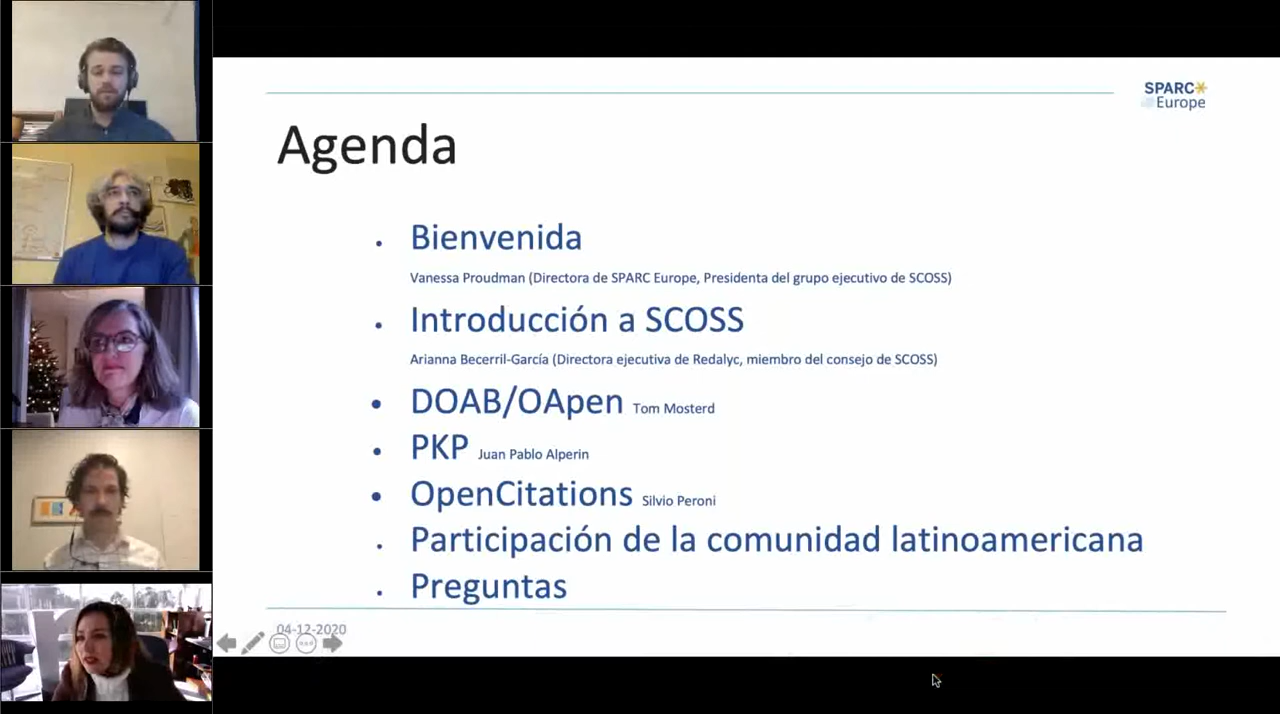 SPARC*
Europe
Agenda
• Bienvenida
Vanessa Proudman (Directora de SPARC Europe, Presidenta del grupo ejecutivo de SCOSS)
• Introducción a SCOSS
Arianna Becerril-García (Directora ejecutiva de Redalyc, miembro del consejo de SCOSS)
• DOAB/OApen Tom Mosterd
• PKP Juan Pablo Alperin
• OpenCitations Silvio Peroni
• Participación de la comunidad latinoamericana
• Preguntas
04-12-2020